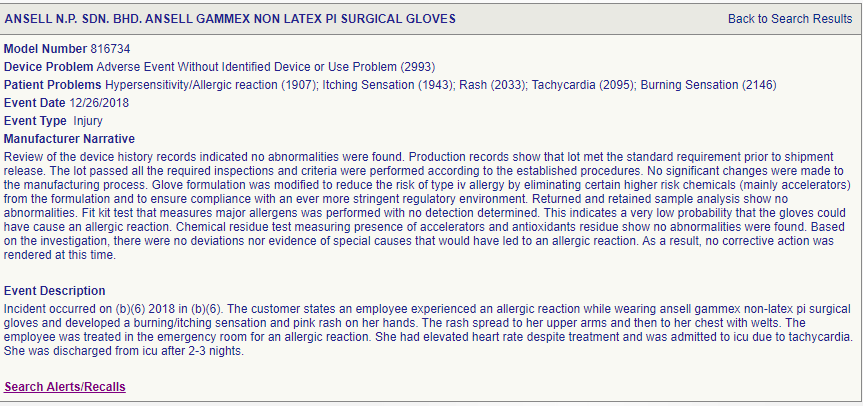 ANSELL N.P. SDN. BHD. ANSELL GAMMEX NON LATEX PI SURGICAL GLOVES Back to Search Results
Model Number 816734
Device Problem Adverse Event Without Identified Device or Use Problem (2993)
Patient Problems Hypersensitivity/Allergic reaction (1907); Itching Sensation (1943); Rash (2033); Tachycardia (2095); Burning Sensation (2146)
Event Date 12/26/2018
Event Type Injury
Manufacturer Narrative
Review of the device history records indicated no abnormalities were found. Production records show that lot met the standard requirement prior to shipment
release. The lot passed all the required inspections and criteria were performed according to the established procedures. No significant changes were made to
the manufacturing process. Glove formulation was modified to reduce the risk of type iv allergy by eliminating certain higher risk chemicals (mainly accelerators)
from the formulation and to ensure compliance with an ever more stringent regulatory environment. Returned and retained sample analysis show no
abnormalities. Fit kit test that measures major allergens was performed with no detection determined. This indicates a very low probability that the gloves could
have cause an allergic reaction. Chemical residue test measuring presence of accelerators and antioxidants residue show no abnormalities were found. Based
on the investigation, there were no deviations nor evidence of special causes that would have led to an allergic reaction. As a result, no corrective action was
rendered at this time.
Event Description
Incident occurred on (b)(6) 2018 in (b)(6). The customer states an employee experienced an allergic reaction while wearing ansell gammex non-latex pi surgical
gloves and developed a burning/itching sensation and pink rash on her hands. The rash spread to her upper arms and then to her chest with welts. The
employee was treated in the emergency room for an allergic reaction. She had elevated heart rate despite treatment and was admitted to icu due to tachycardia.
She was discharged from icu after 2-3 nights.
Search Alerts/Recalls